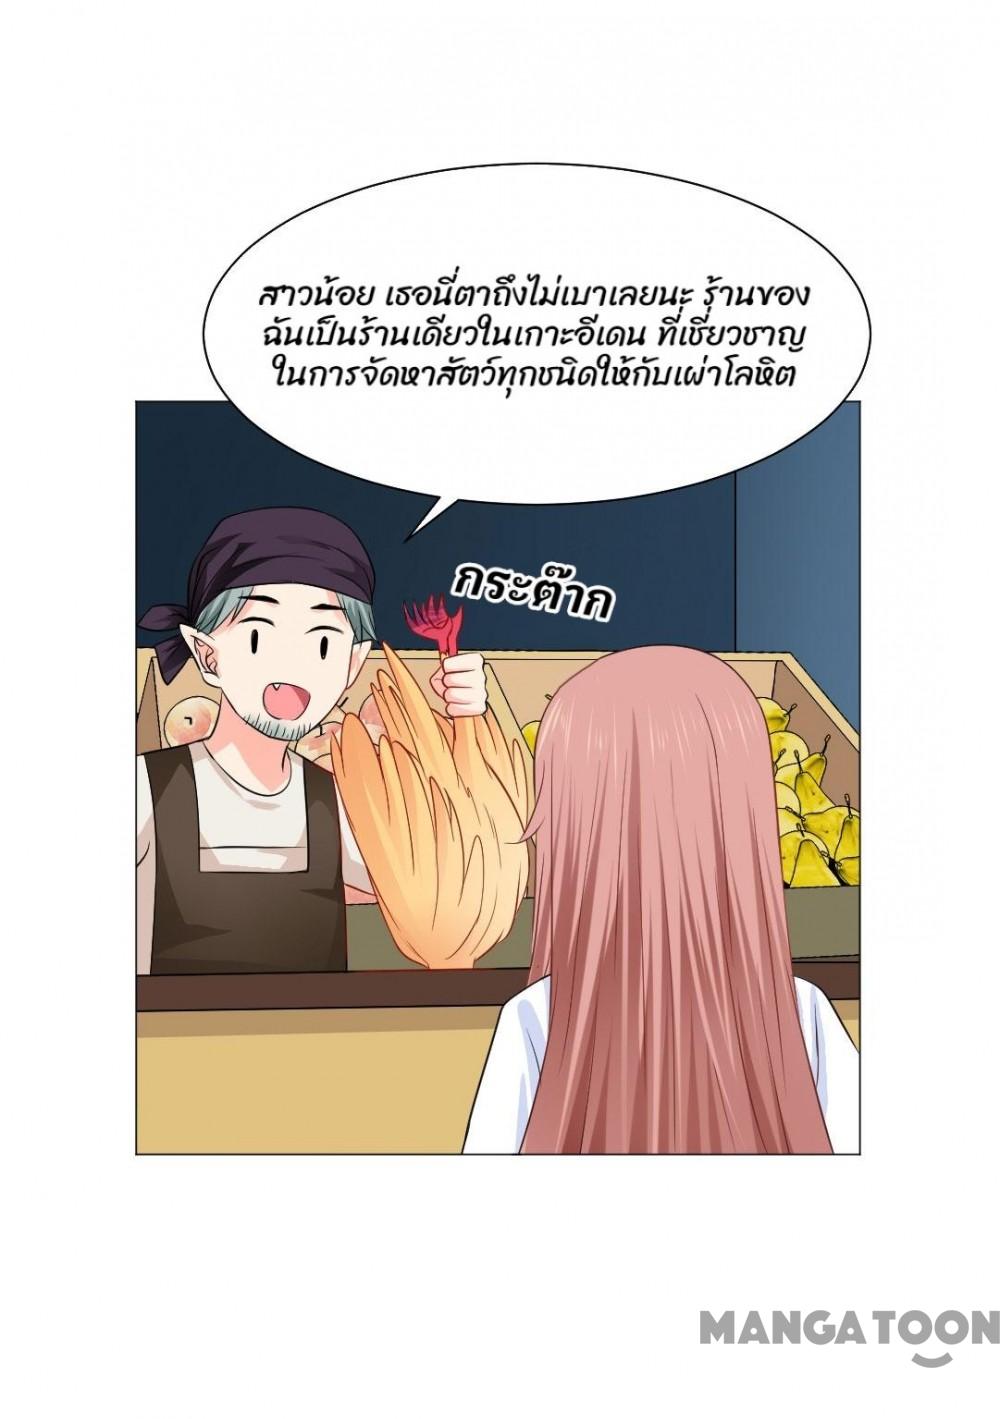 สาวน้อย เธอนี่ตาถึงไม่เบาเลยนะ ร้านของ
ฉันเป็นร้านเดียวในเกาะอีเดน ที่เชี่ยวชาญ
ในการจัดหาสัตว์ทุกชนิดให้กับเผ่าโลหิต
กระต๊าก
MANGATOON